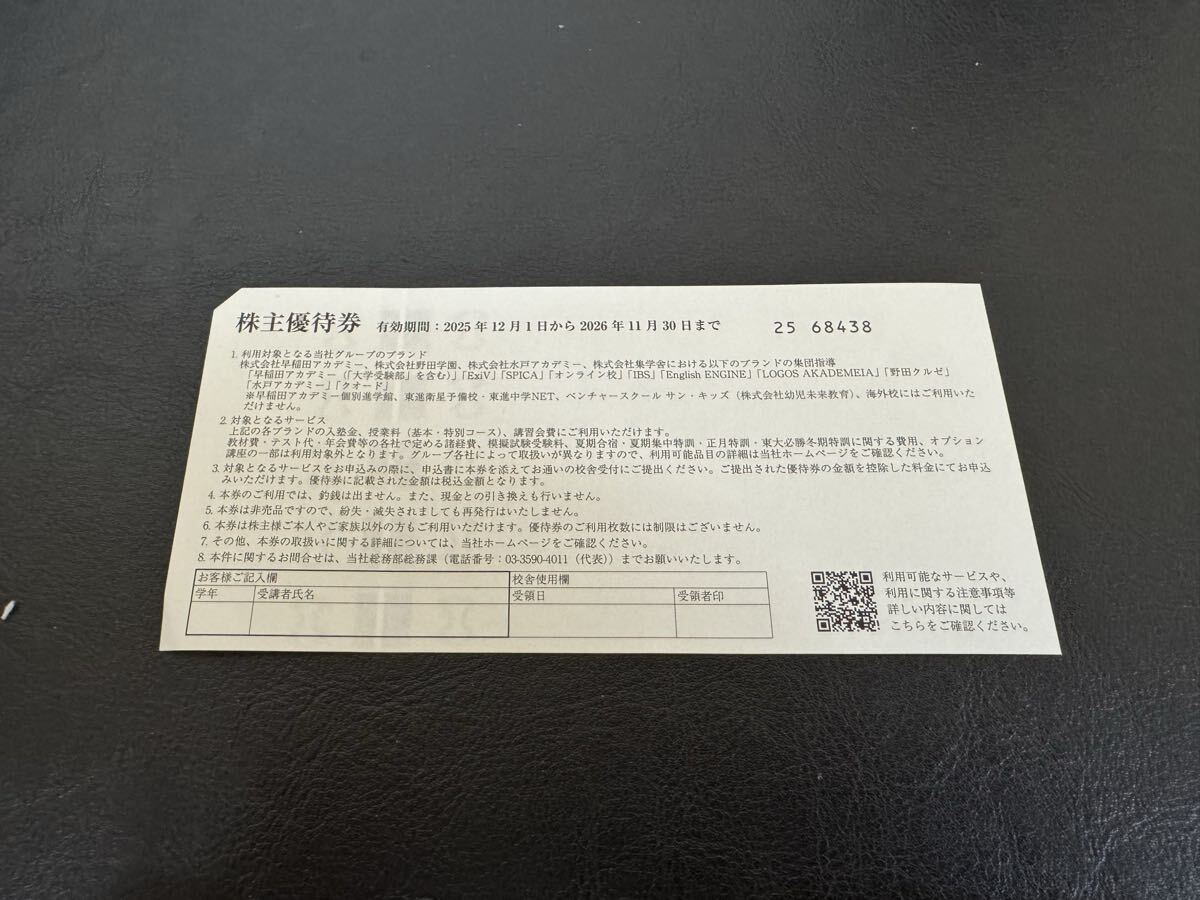 株主優待券 有効期間：2025年12月1日から2026年11月30日まで 25 68438
1. 利用対象となる当社グループのブランド
株式会社早稲田アカデミー、株式会社野田学園、株式会社水戸アカデミー、株式会社集学舎における以下のブランドの集団指導
「早稲田アカデミー（「大学受験部」を含む）」「ExiV」「SPICA」「オンライン校」「IBS」「English ENGINE」「LOGOS AKADEMEIA」「野田クルゼ」
「水戸アカデミー」「クオード」
※早稲田アカデミー個別進学館、東進衛星予備校・東進中学NET、ベンチャースクール サン・キッズ（株式会社幼児未来教育）、海外校にはご利用いた
だけません。
2. 対象となるサービス
上記の各ブランドの入塾金、授業料（基本・特別コース）、講習会費にご利用いただけます。
教材費・テスト代・年会費等の各社で定める諸経費、模擬試験受験料、夏期合宿・夏期集中特訓・正月特訓・東大必勝冬期特訓に関する費用、オプション
講座の一部は利用対象外となります。グループ各社によって取扱いが異なりますので、利用可能品目の詳細は当社ホームページをご確認ください。
3. 対象となるサービスをお申込みの際に、申込書に本券を添えてお通いの校舎受付にご提出ください。ご提出された優待券の金額を控除した料金にてお申込
みいただけます。優待券に記載された金額は税込金額となります。
4. 本券のご利用では、釣銭は出ません。また、現金との引き換えも行いません。
5. 本券は非売品ですので、紛失・滅失されましても再発行はいたしません。
6. 本券は株主様ご本人やご家族以外の方もご利用いただけます。優待券のご利用枚数には制限はございません。
7. その他、本券の取扱いに関する詳細については、当社ホームページをご確認ください。
8. 本件に関するお問合せは、当社総務部総務課（電話番号：03-3590-4011（代表））までお願いいたします。
お客様ご記入欄 校舎使用欄
学年 受講者氏名 受領日 受領者印
利用可能なサービスや、
利用に関する注意事項等
詳しい内容に関しては
こちらをご確認ください。